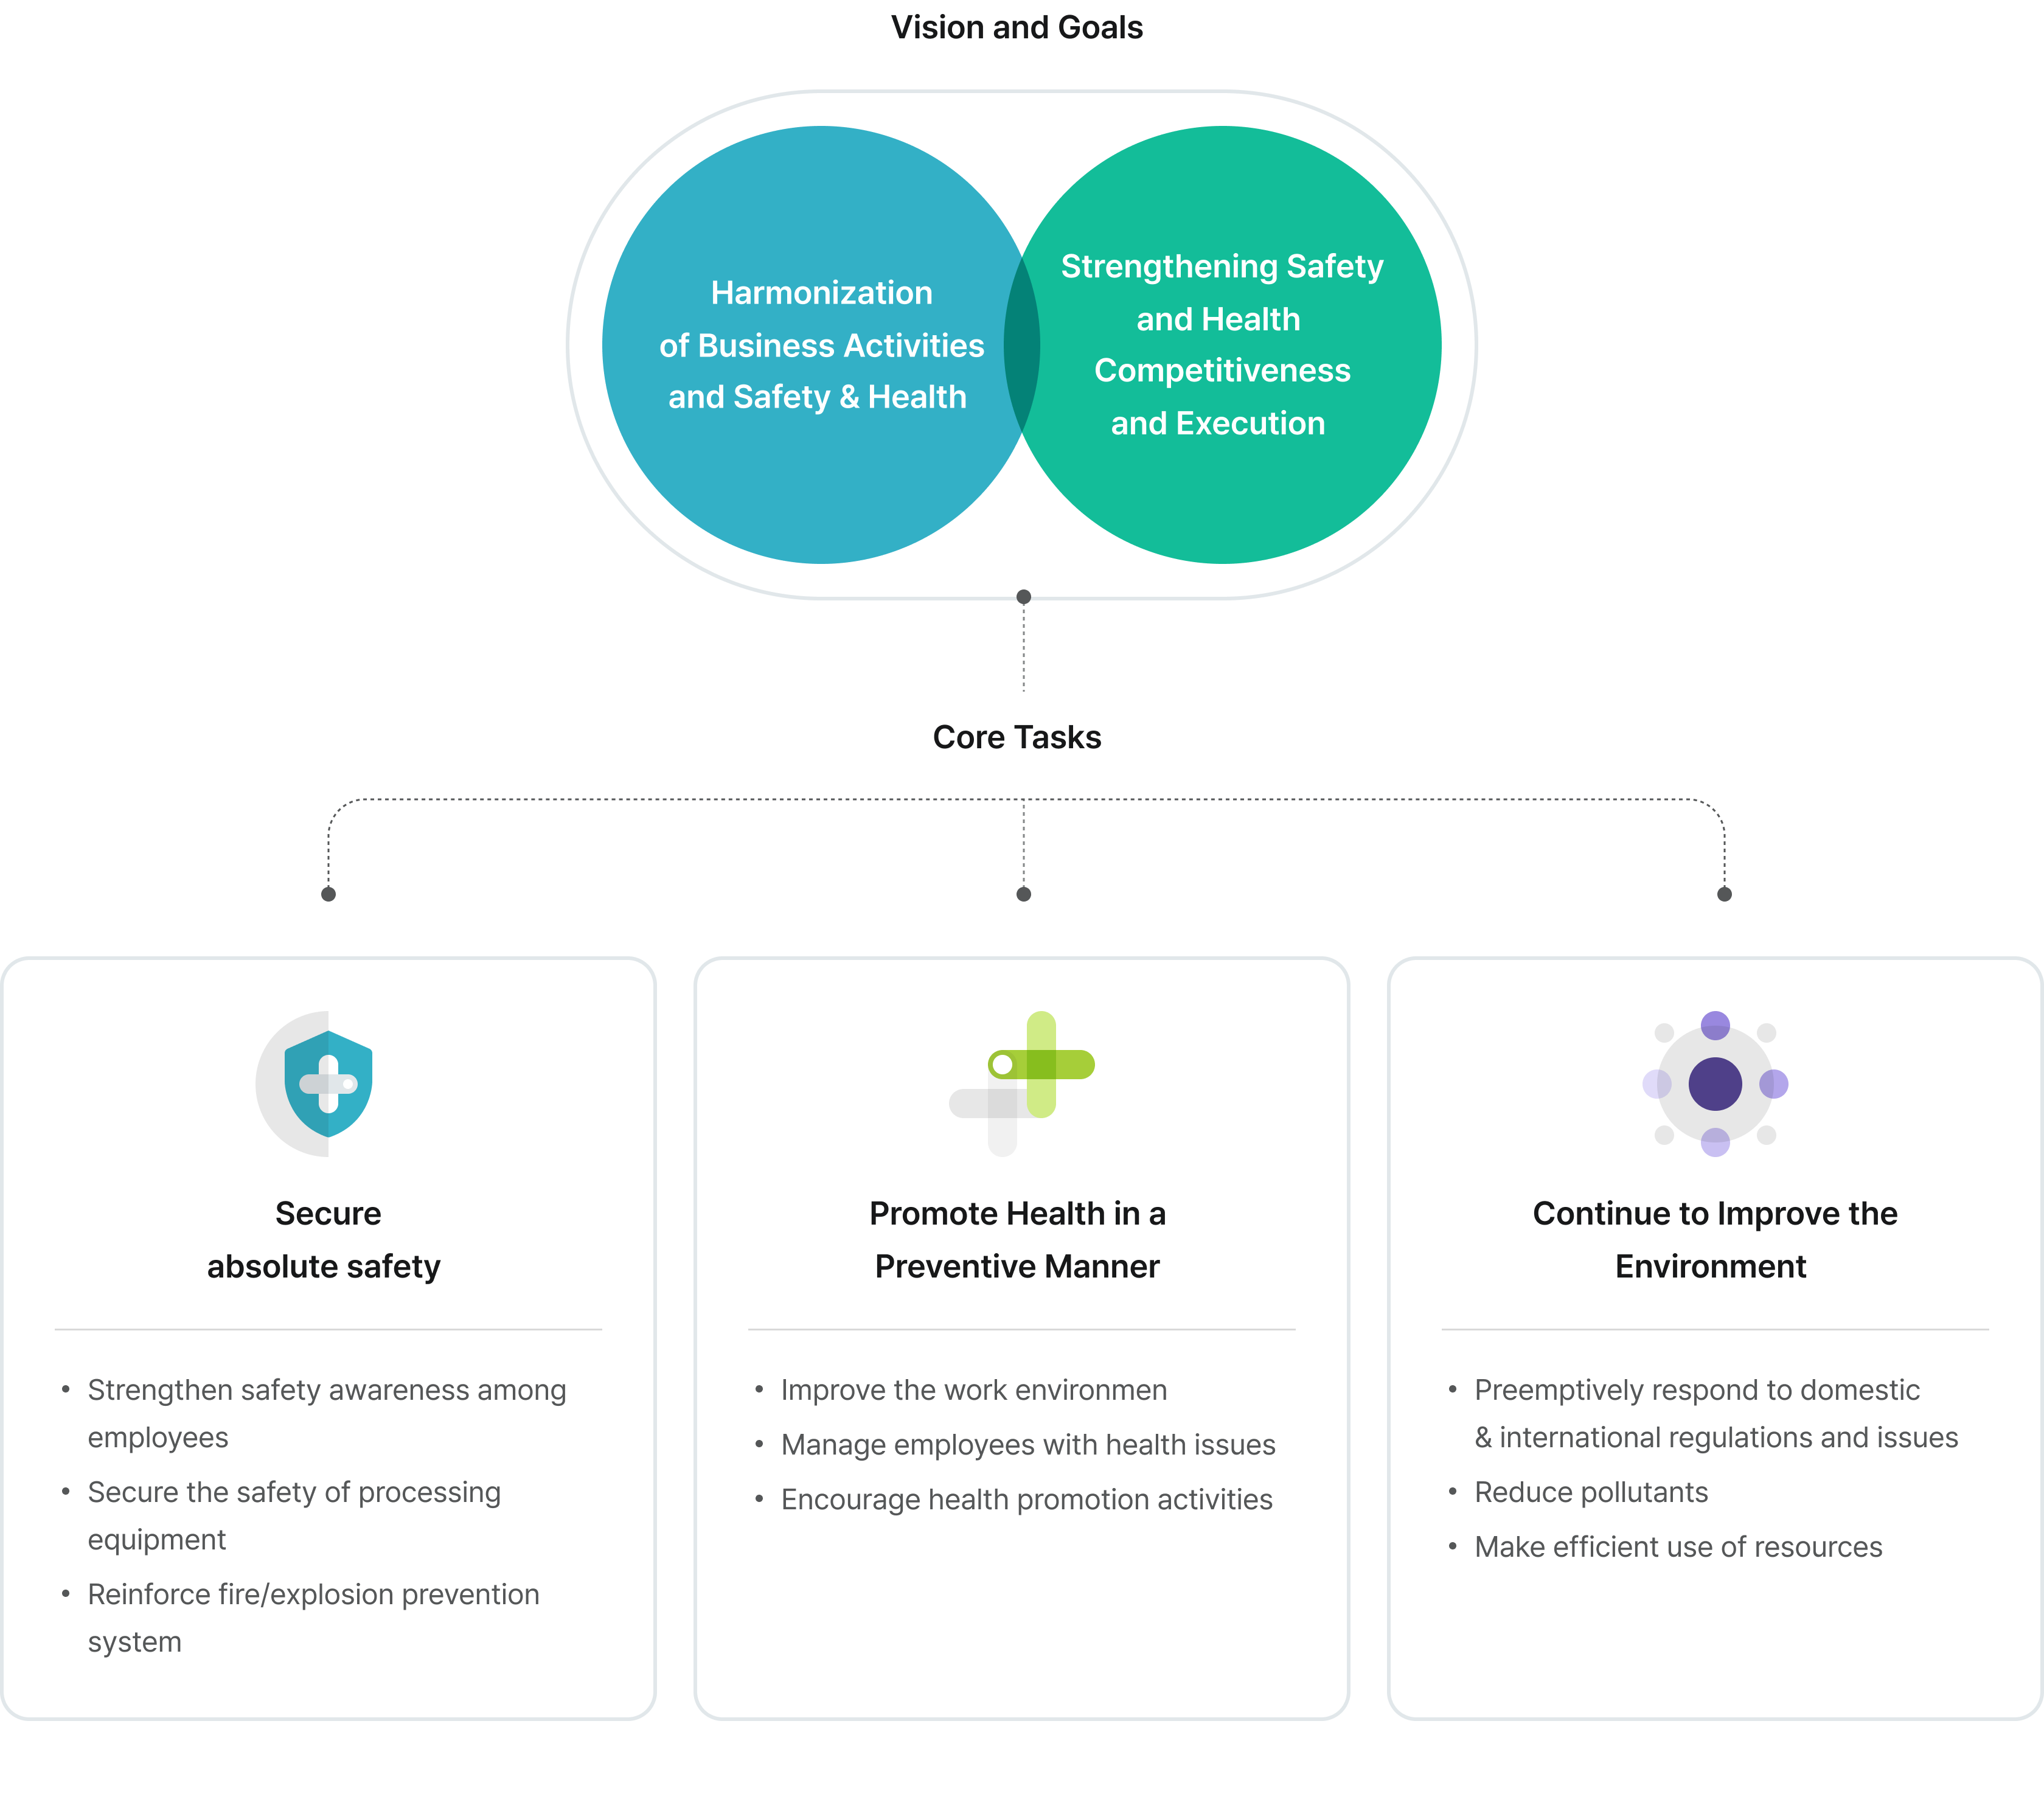 Vision and Goals
Harmonization
of Business Activities
and Safety & Health
Strengthening Safety
and Health
Competitiveness
and Execution
Core Tasks
Secure
absolute safety
• Strengthen safety awareness among
employees
• Secure the safety of processing
equipment
• Reinforce fire/explosion prevention
system
Promote Health in a
Preventive Manner
• Improve the work environmen
• Manage employees with health issues
• Encourage health promotion activities
Continue to Improve the
Environment
• Preemptively respond to domestic
& international regulations and issues
• Reduce pollutants
• Make efficient use of resources